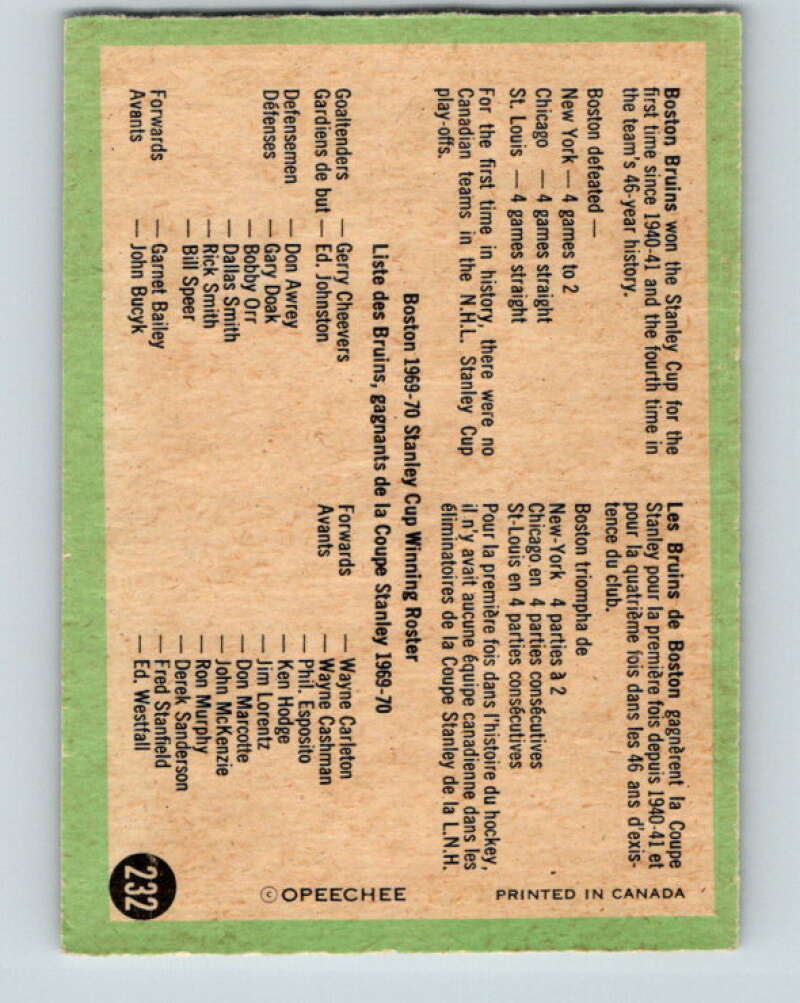 Boston Bruins won the Stanley Cup for the
first time since 1940-41 and the fourth time in
the team's 46-year history.
Boston defeated —
New York — 4 games to 2
Chicago — 4 games straight
St. Louis — 4 games straight
For the first time in history, there were no
Canadian teams in the N.H.L. Stanley Cup
play-offs.
Les Bruins de Boston gagnèrent la Coupe
Stanley pour la première fois depuis 1940-41 et
pour la quatrième fois dans les 46 ans d'exis-
tence du club.
Boston triompha de
New-York 4 parties à 2
Chicago en 4 parties consécutives
St-Louis en 4 parties consécutives
Pour la première fois dans l'histoire du hockey,
il n'y avait aucune équipe canadienne dans les
éliminatoires de la Coupe Stanley de la L.N.H.
Boston 1969-70 Stanley Cup Winning Roster
Liste des Bruins, gagnants de la Coupe Stanley 1969-70
Goaltenders — Gerry Cheevers
Gardiens de but — Ed. Johnston
Defensemen — Don Awrey
Défenses — Gary Doak
— Bobby Orr
— Dallas Smith
— Rick Smith
— Bill Speer
Forwards — Garnet Bailey
Avants — John Bucyk
Forwards — Wayne Carleton
Avants — Wayne Cashman
— Phil. Esposito
— Ken Hodge
— Jim Lorentz
— Don Marcotte
— John McKenzie
— Ron Murphy
— Derek Sanderson
— Fred Stanfield
— Ed. Westfall
PRINTED IN CANADA
© OPEECHEE
232